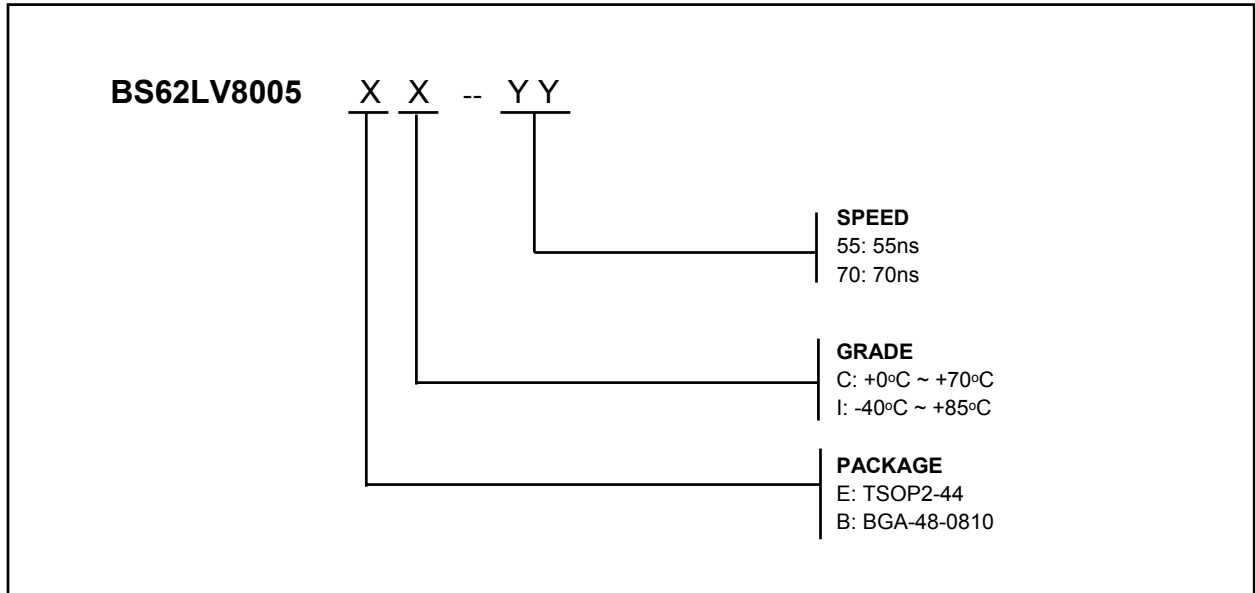 BS62LV8005 X X -- Y Y
SPEED
55: 55ns
70: 70ns
GRADE
C: +0oC ~ +70oC
I: -40oC ~ +85oC
PACKAGE
E: TSOP2-44
B: BGA-48-0810